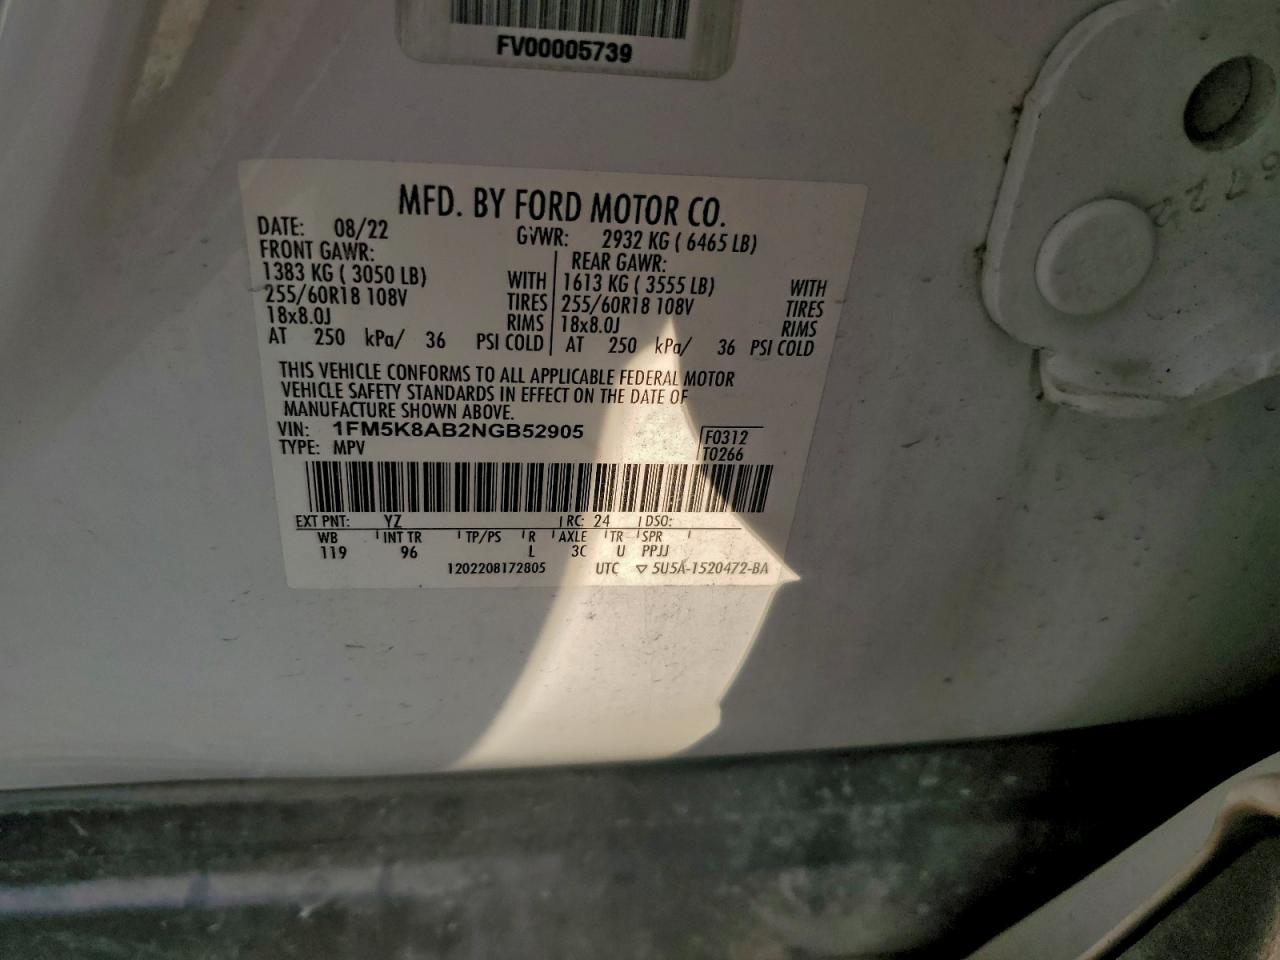 FV00005739
MFD. BY FORD MOTOR CO.
DATE: 08/22 GVWR: 2932 KG ( 6465 LB)
FRONT GAWR: REAR GAWR:
1383 KG ( 3050 LB) WITH 1613 KG ( 3555 LB) WITH
255/60R18 108V TIRES 255/60R18 108V TIRES
18x8.0J RIMS 18x8.0J RIMS
AT 250 kPa/ 36 PSI COLD AT 250 kPa/ 36 PSI COLD
THIS VEHICLE CONFORMS TO ALL APPLICABLE FEDERAL MOTOR
VEHICLE SAFETY STANDARDS IN EFFECT ON THE DATE OF
MANUFACTURE SHOWN ABOVE.
VIN: 1FM5K8AB2NGB52905 F0312
TYPE: MPV T0266
EXT PNT: YZ RC: 24 DSO:
WB INT TR TP/PS R AXLE TR SPR
119 96 L 3C U PPJJ
1202208172805 UTC ▽ 5U5A-1520472-BA